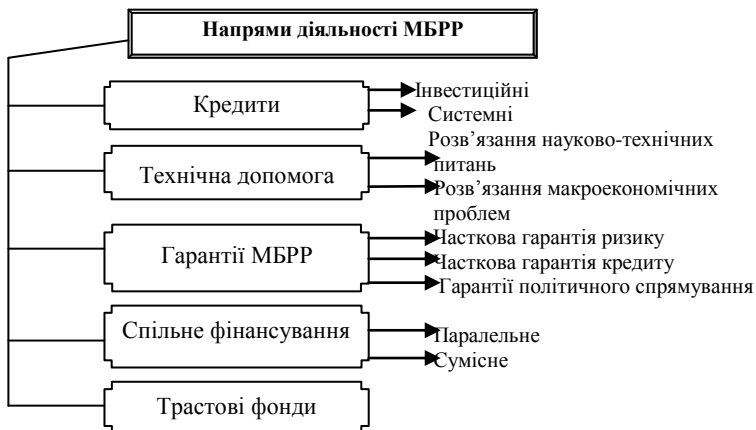 Напрями діяльності МБРР
Кредити
Інвестиційні
Системні
Технічна допомога
Розв’язання науково-технічних
питань
Розв’язання макроекономічних
проблем
Гарантії МБРР
Часткова гарантія ризику
Часткова гарантія кредиту
Гарантії політичного спрямування
Спільне фінансування
Паралельне
Сумісне
Трастові фонди